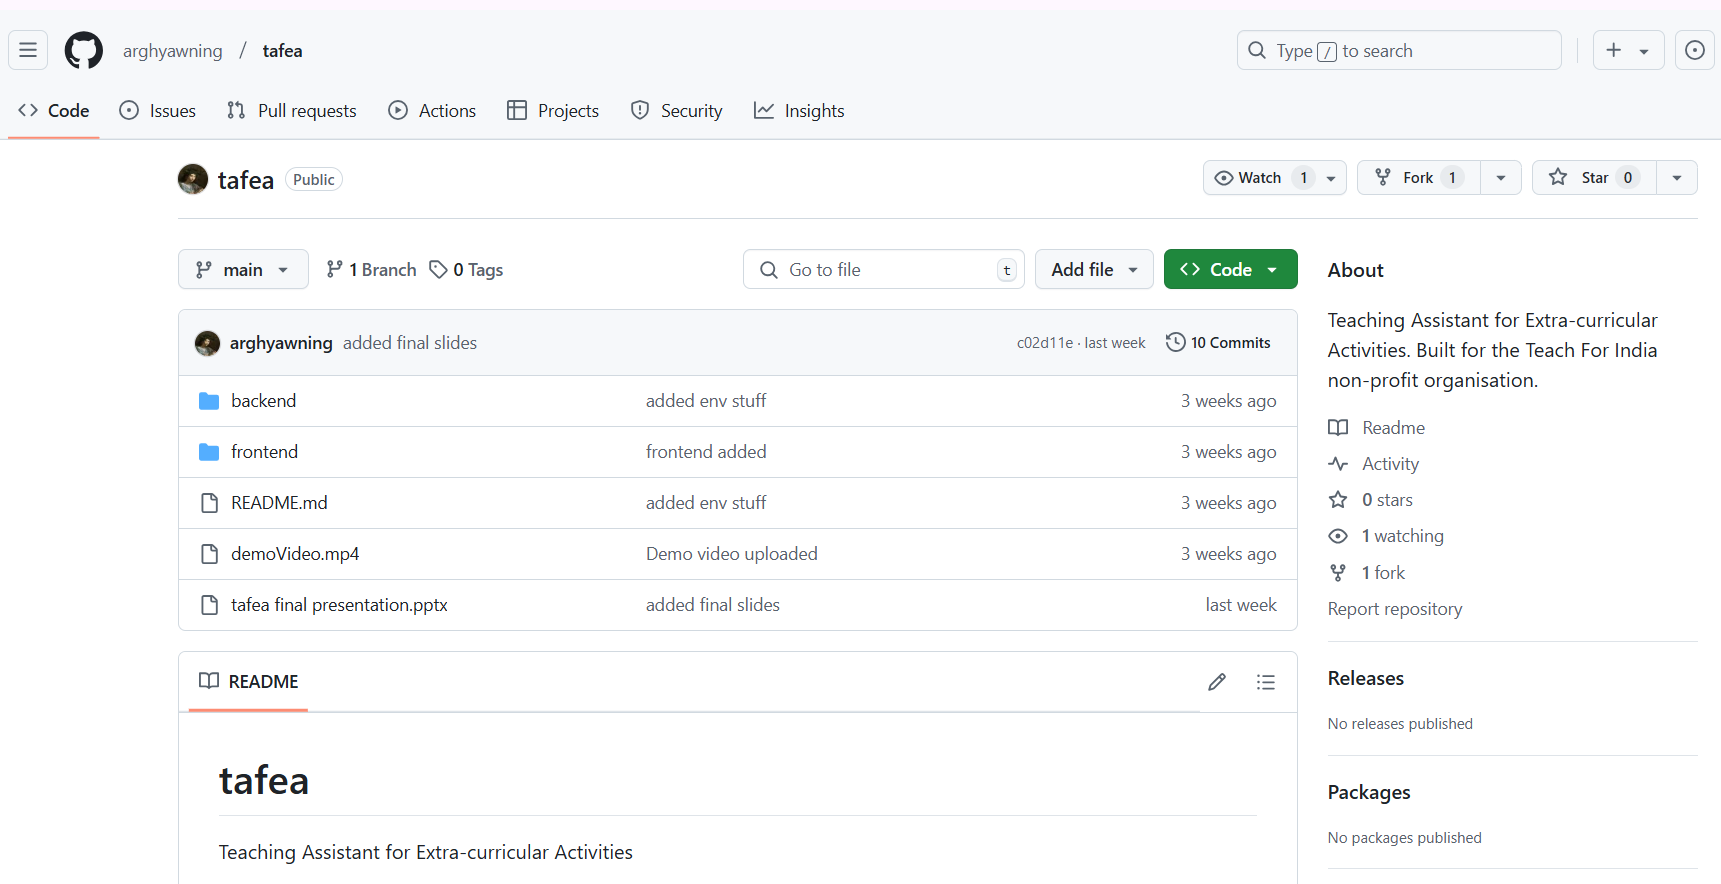 arghyawning / tafea
Type / to search
Code Issues Pull requests Actions Projects Security Insights
tafea Public
Watch 1 Fork 1 Star 0
main 1 Branch 0 Tags
Go to file t Add file Code
arghyawning added final slides c02d11e · last week 10 Commits
backend added env stuff 3 weeks ago
frontend frontend added 3 weeks ago
README.md added env stuff 3 weeks ago
demoVideo.mp4 Demo video uploaded 3 weeks ago
tafea final presentation.pptx added final slides last week
README
tafea
Teaching Assistant for Extra-curricular Activities
About
Teaching Assistant for Extra-curricular
Activities. Built for the Teach For India
non-profit organisation.
Readme
Activity
0 stars
1 watching
1 fork
Report repository
Releases
No releases published
Packages
No packages published